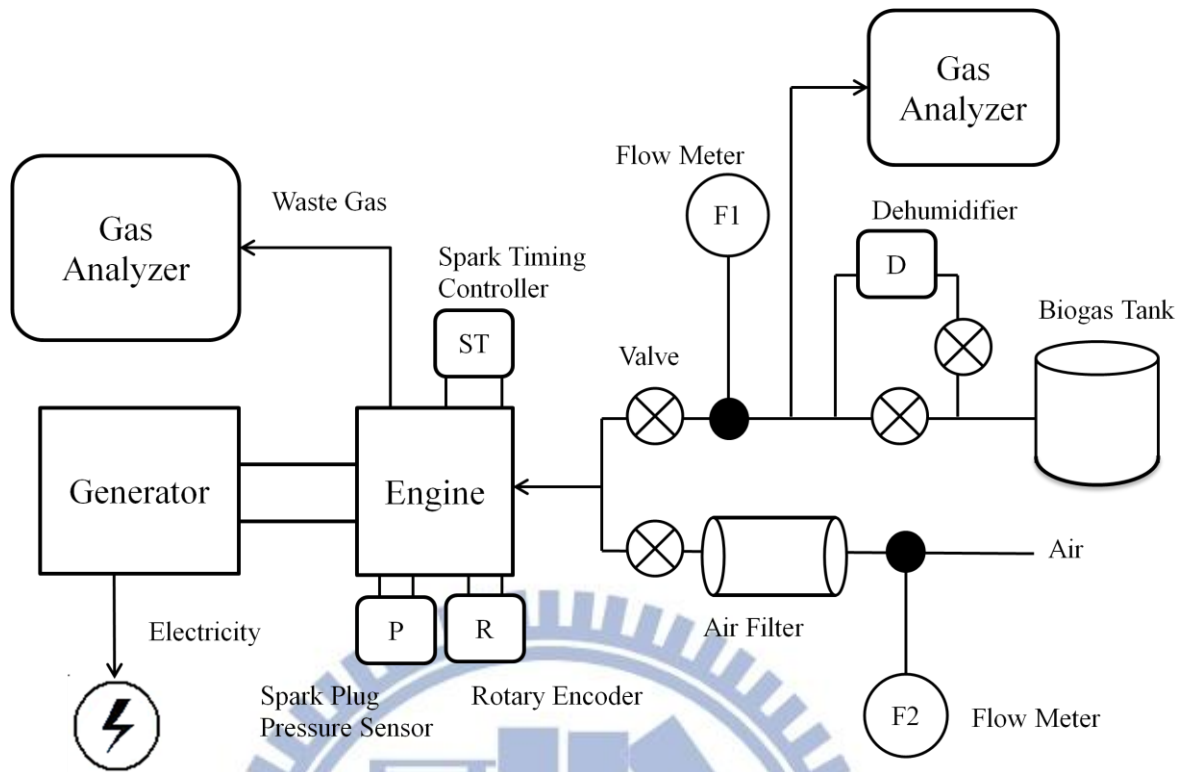 Gas
Analyzer
Flow Meter
F1
Dehumidifier
D
Waste Gas
Gas
Analyzer
Spark Timing
Controller
ST
Valve
Biogas Tank
Generator
Engine
Air
Electricity
P
R
Air Filter
Spark Plug
Pressure Sensor
Rotary Encoder
F2
Flow Meter